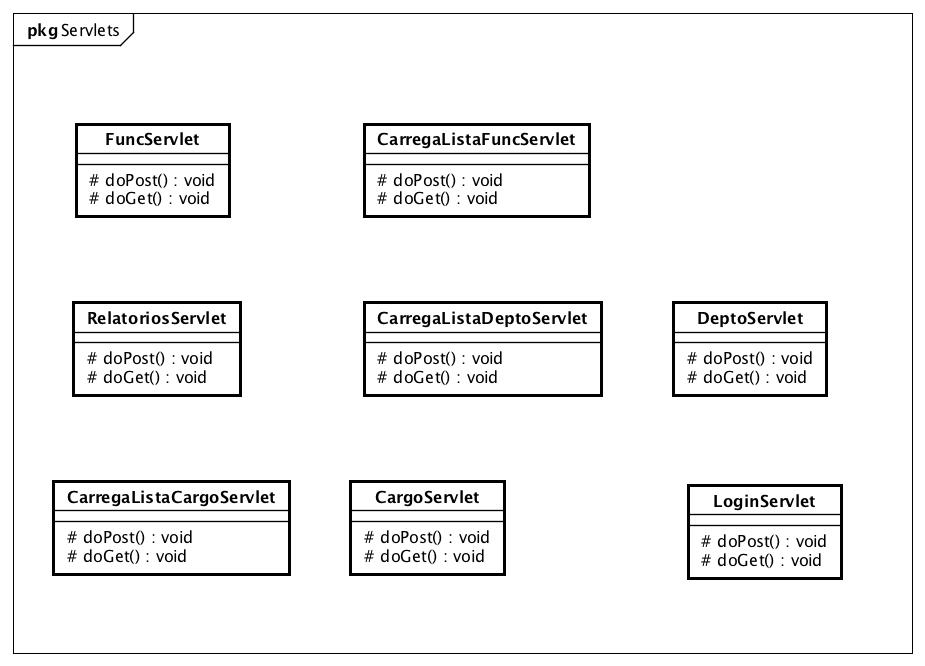 pkg Servlets
FuncServlet
# doPost() : void
# doGet() : void
CarregaListaFuncServlet
# doPost() : void
# doGet() : void
RelatoriosServlet
# doPost() : void
# doGet() : void
CarregaListaDeptoServlet
# doPost() : void
# doGet() : void
DeptoServlet
# doPost() : void
# doGet() : void
CarregaListaCargoServlet
# doPost() : void
# doGet() : void
CargoServlet
# doPost() : void
# doGet() : void
LoginServlet
# doPost() : void
# doGet() : void